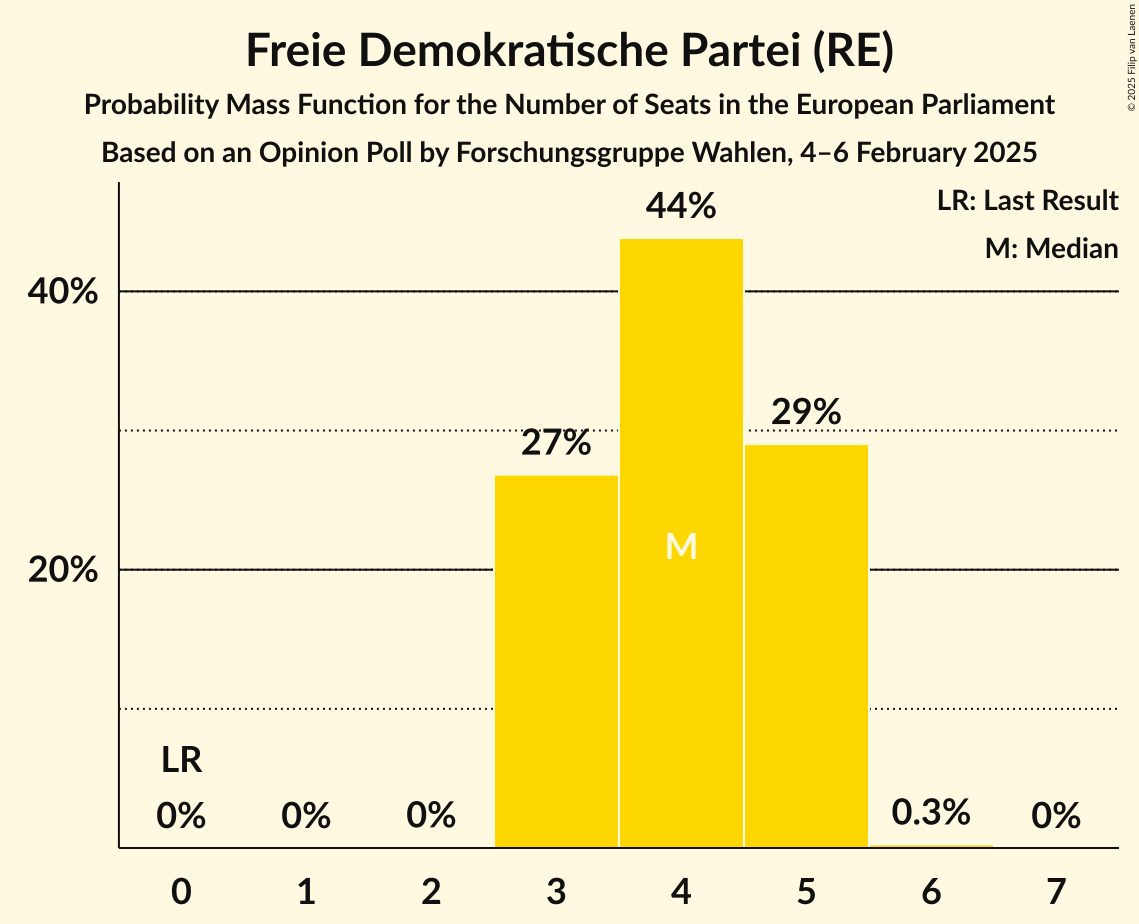 Freie Demokratische Partei (RE)
Probability Mass Function for the Number of Seats in the European Parliament
Based on an Opinion Poll by Forschungsgruppe Wahlen, 4–6 February 2025
© 2025 Filip van Laenen
LR: Last Result
M: Median
44%
40%
29%
27%
M
20%
LR
0% 0% 0% 0.3% 0%
0 1 2 3 4 5 6 7